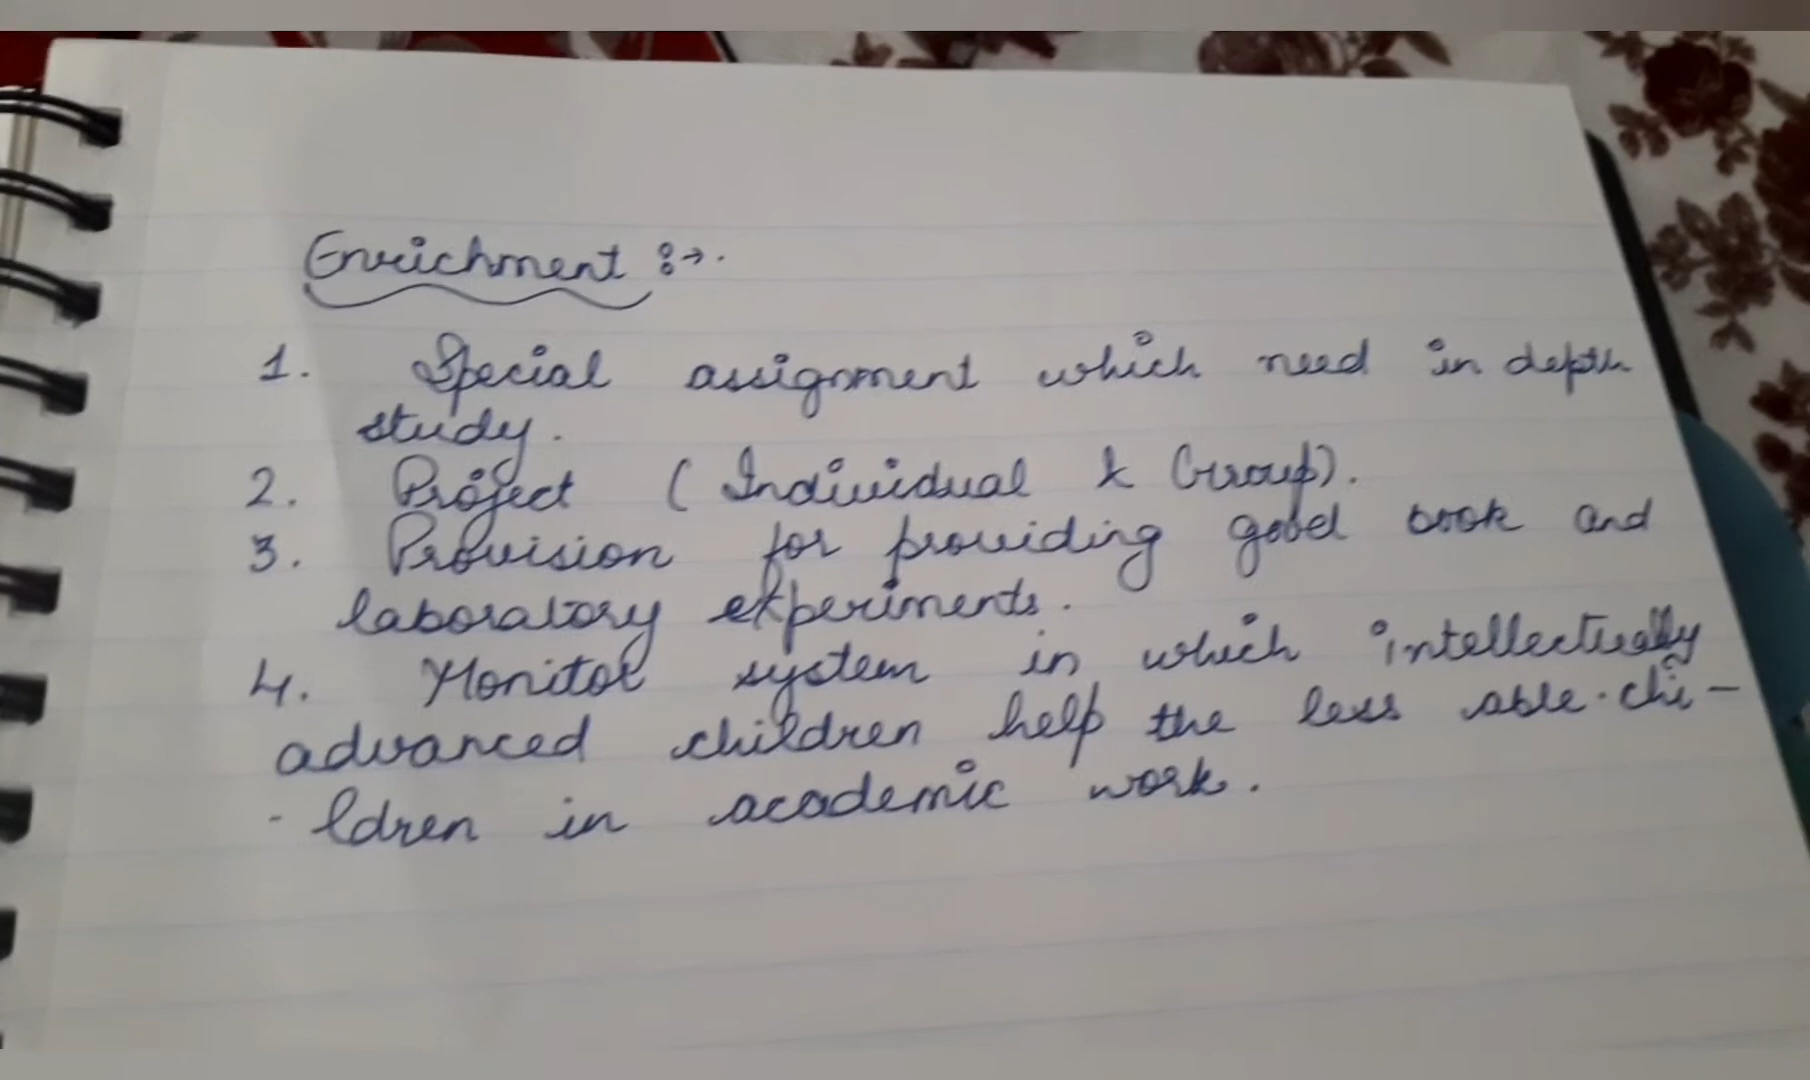 Enrichment :→.
1. Special assignment which need in depth
study.
2. Project ( Individual & Group).
3. Provision for providing good book and
laboratory experiments.
4. Monitor system in which intellectually
advanced children help the less able chi-
-ldren in academic work.